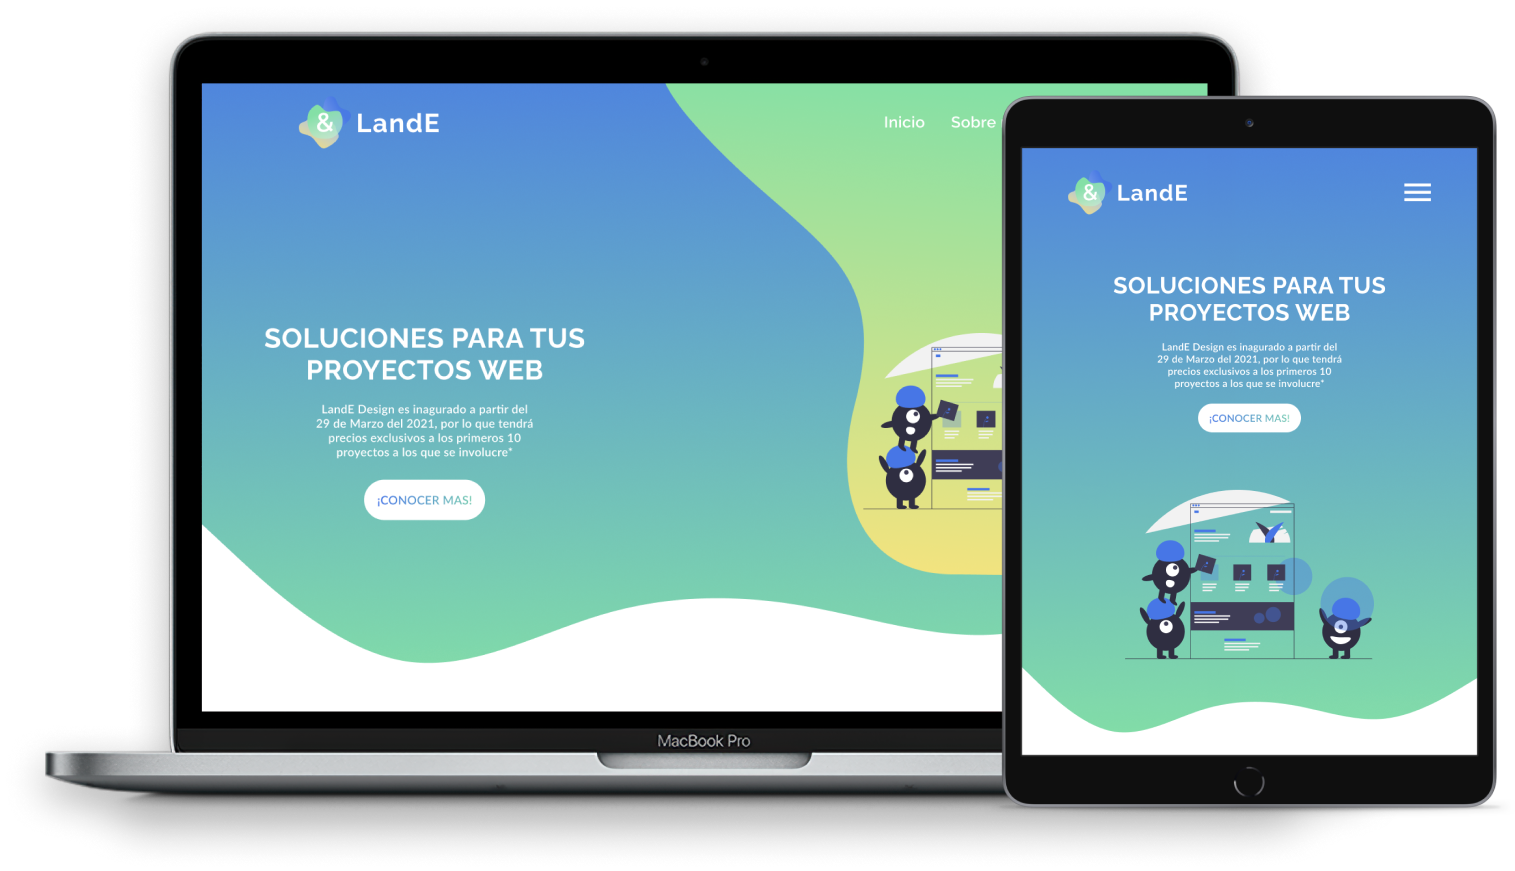 & LandE
Inicio Sobre
SOLUCIONES PARA TUS
PROYECTOS WEB
LandE Design es inagurado a partir del
29 de Marzo del 2021, por lo que tendrá
precios exclusivos a los primeros 10
proyectos a los que se involucre*
¡CONOCER MAS!
MacBook Pro
& LandE
SOLUCIONES PARA TUS
PROYECTOS WEB
LandE Design es inagurado a partir del
29 de Marzo del 2021, por lo que tendrá
precios exclusivos a los primeros 10
proyectos a los que se involucre*
¡CONOCER MAS!